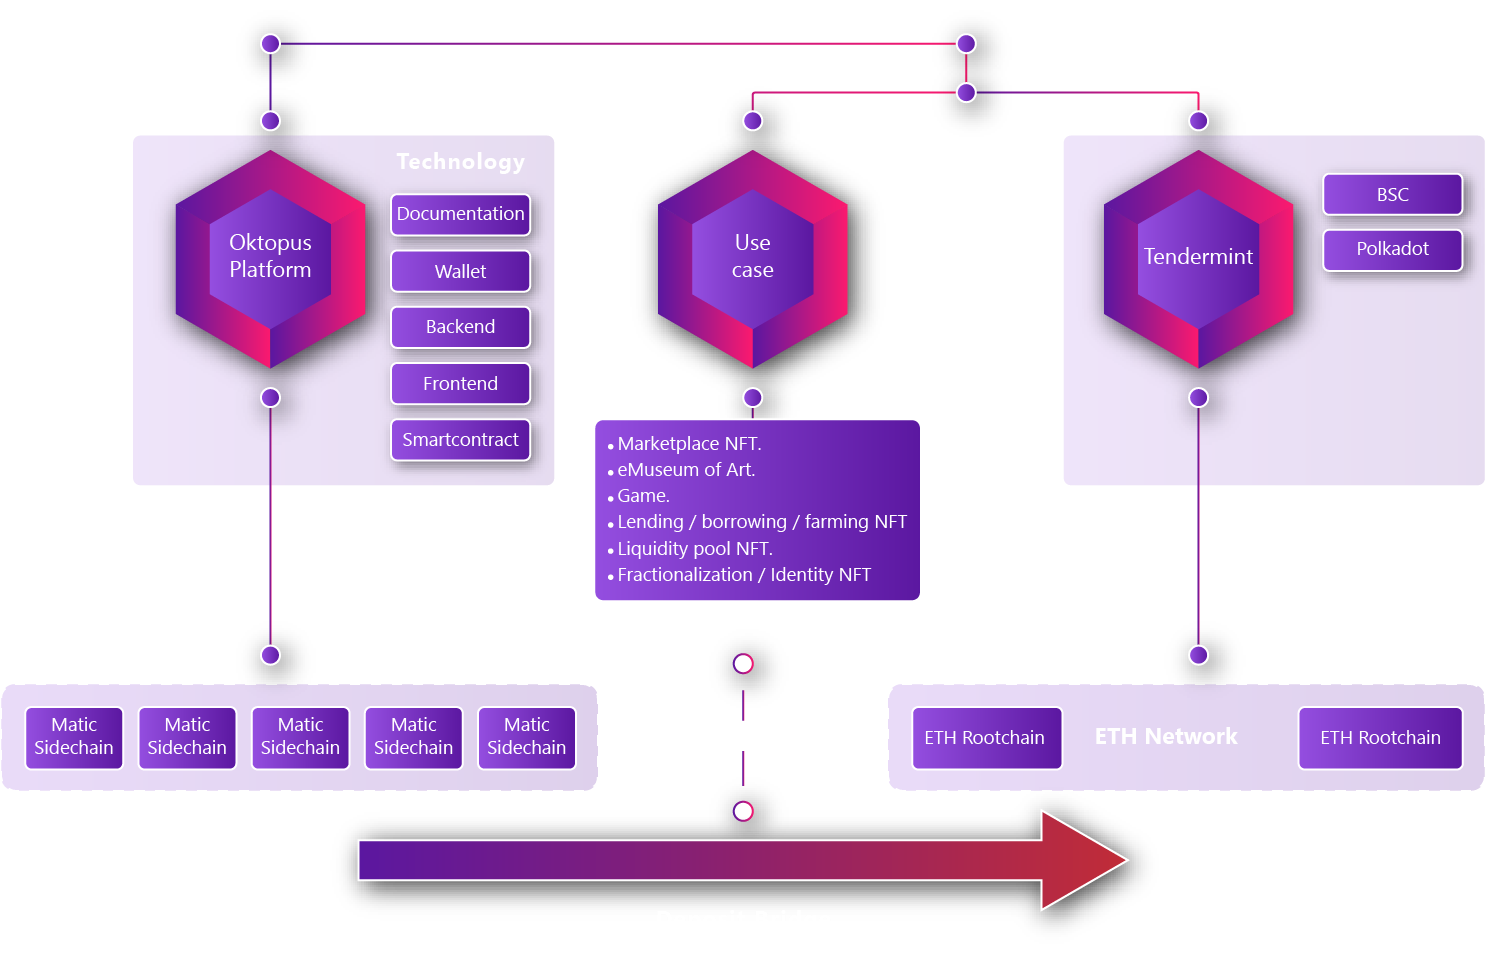 Technology
Oktopus
Platform
Documentation
Wallet
Backend
Frontend
Smartcontract
Use
case
• Marketplace NFT.
• eMuseum of Art.
• Game.
• Lending / borrowing / farming NFT
• Liquidity pool NFT.
• Fractionalization / Identity NFT
Tendermint
BSC
Polkadot
Matic
Sidechain
Matic
Sidechain
Matic
Sidechain
Matic
Sidechain
Matic
Sidechain
ETH Rootchain
ETH Network
ETH Rootchain